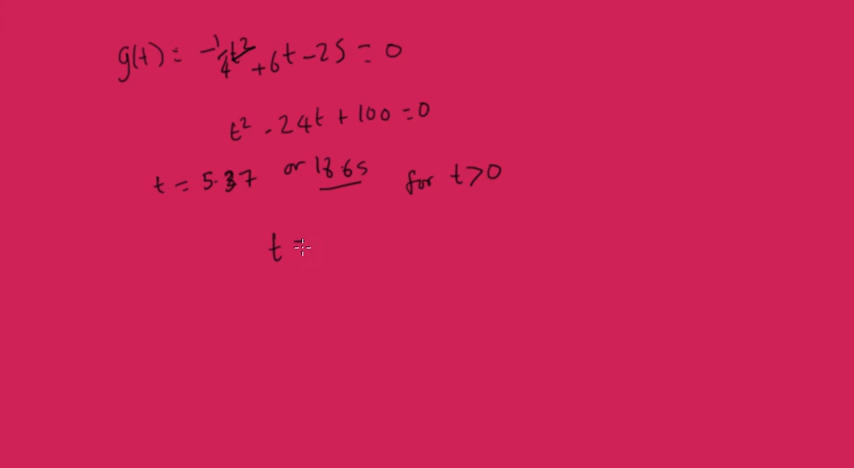 g(t) = -1/4t² + 6t - 25 = 0
t² - 24t + 100 = 0
t = 5.37 or 18.65 for t > 0
t =